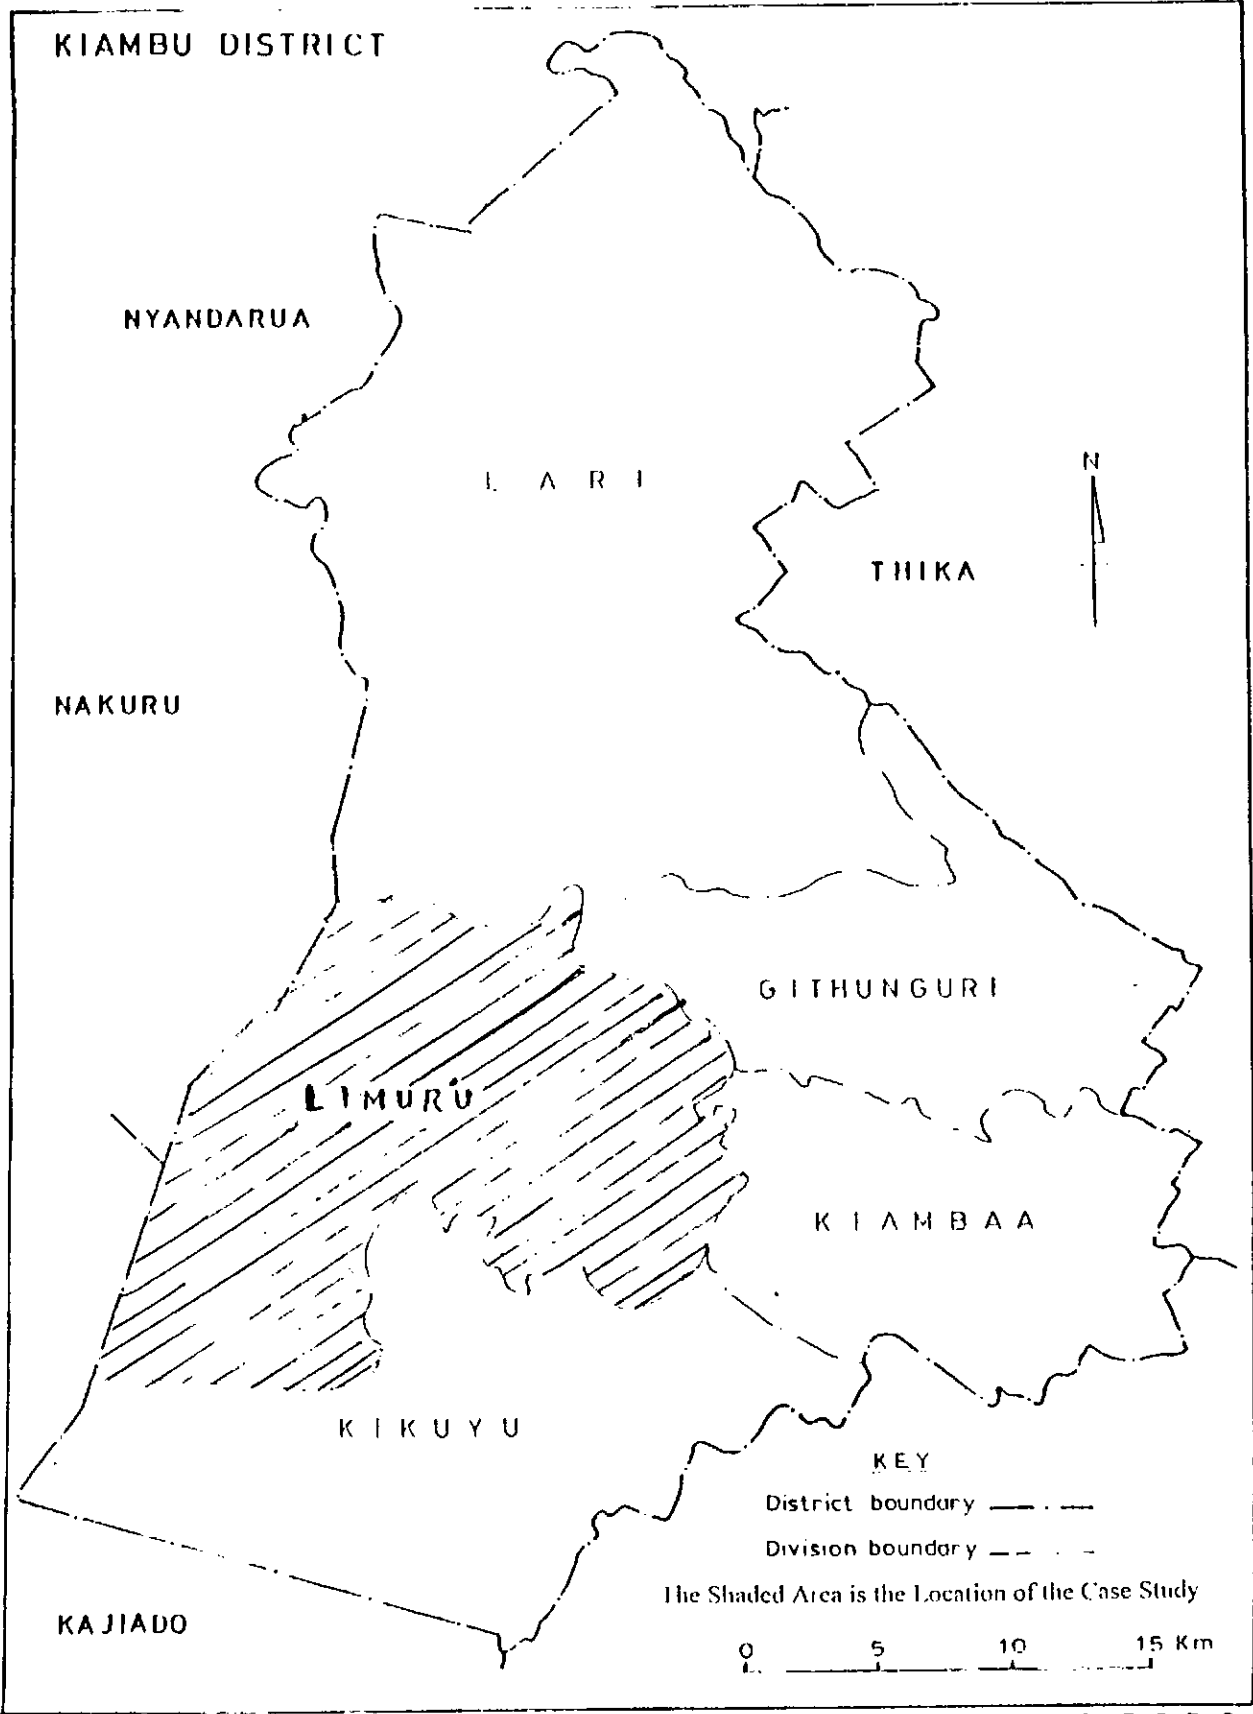 KIAMBU DISTRICT
NYANDARUA
LARI
N
THIKA
NAKURU
GITHUNGURI
LIMURU
KIAMBAA
KIKUYU
KEY
District boundary
Division boundary
The Shaded Area is the Location of the Case Study
KAJIADO
0 5 10 15 Km